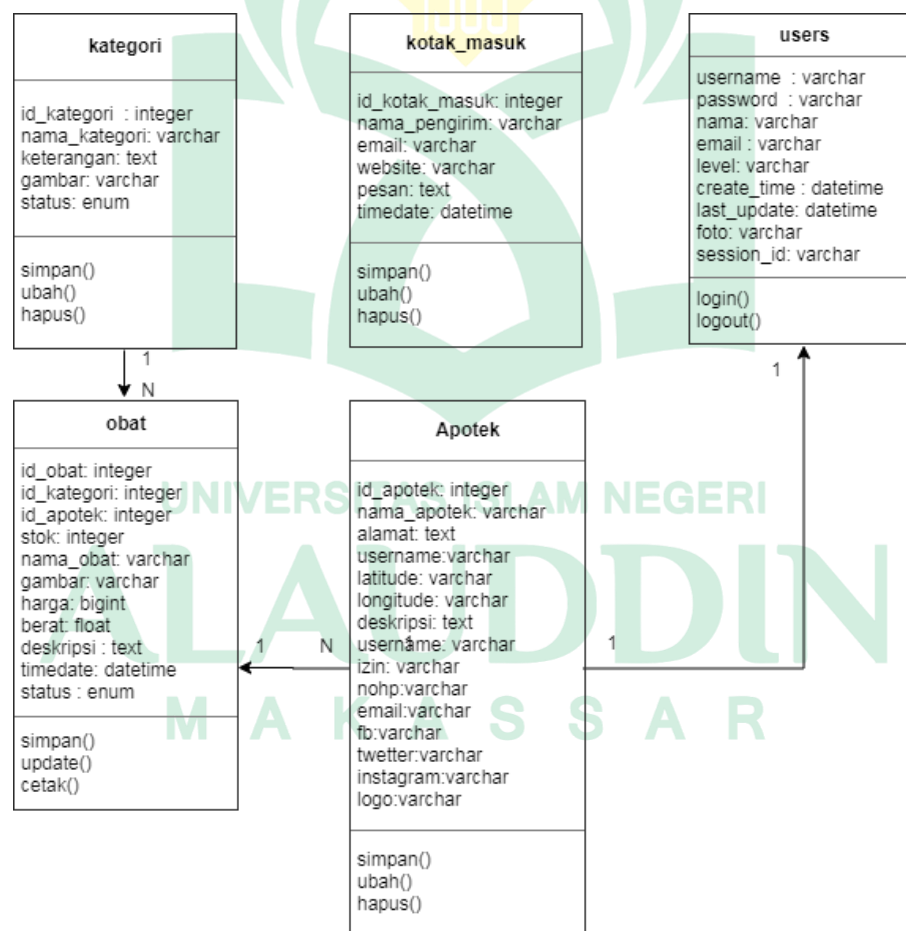 kategori
id_kategori : integer
nama_kategori: varchar
keterangan: text
gambar: varchar
status: enum
simpan()
ubah()
hapus()
kotak_masuk
id_kotak_masuk: integer
nama_pengirim: varchar
email: varchar
website: varchar
pesan: text
timedate: datetime
simpan()
ubah()
hapus()
users
username : varchar
password : varchar
nama: varchar
email : varchar
level: varchar
create_time : datetime
last_update: datetime
foto: varchar
session_id: varchar
login()
logout()
1
N
1
obat
id_obat: integer
id_kategori: integer
id_apotek: integer
stok: integer
nama_obat: varchar
gambar: varchar
harga: bigint
berat: float
deskripsi : text
timedate: datetime
status : enum
simpan()
update()
cetak()
1
N
Apotek
id_apotek: integer
nama_apotek: varchar
alamat: text
username:varchar
latitude: varchar
longitude: varchar
deskripsi: text
username: varchar
izin: varchar
nohp:varchar
email:varchar
fb:varchar
twetter:varchar
instagram:varchar
logo:varchar
simpan()
ubah()
hapus()
1
1
UNIVERSITAS ISLAM NEGERI
ALAUDDIN
MAKASSAR